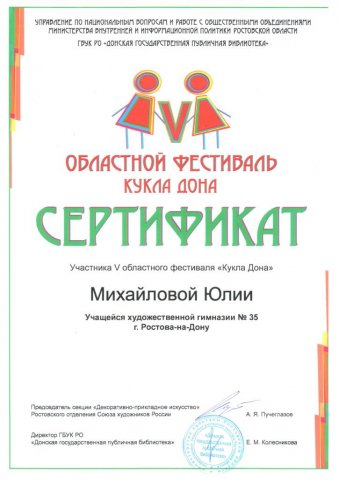 УПРАВЛЕНИЕ ПО НАЦИОНАЛЬНЫМ ВОПРОСАМ И РАБОТЕ С ОБЩЕСТВЕННЫМИ ОБЪЕДИНЕНИЯМИ
МИНИСТЕРСТВА ВНУТРЕННЕЙ И ИНФОРМАЦИОННОЙ ПОЛИТИКИ РОСТОВСКОЙ ОБЛАСТИ
ГБУК РО «ДОНСКАЯ ГОСУДАРСТВЕННАЯ ПУБЛИЧНАЯ БИБЛИОТЕКА»
V
ОБЛАСТНОЙ ФЕСТИВАЛЬ
КУКЛА ДОНА
СЕРТИФИКАТ
Участника V областного фестиваля «Кукла Дона»
Михайловой Юлии
Учащейся художественной гимназии № 35
г. Ростова-на-Дону
Председатель секции «Декоративно-прикладное искусство»
Ростовского отделения Союза художников России
А. Я. Пучеглазов
Директор ГБУК РО
«Донская государственная публичная библиотека»
Е. М. Колесникова